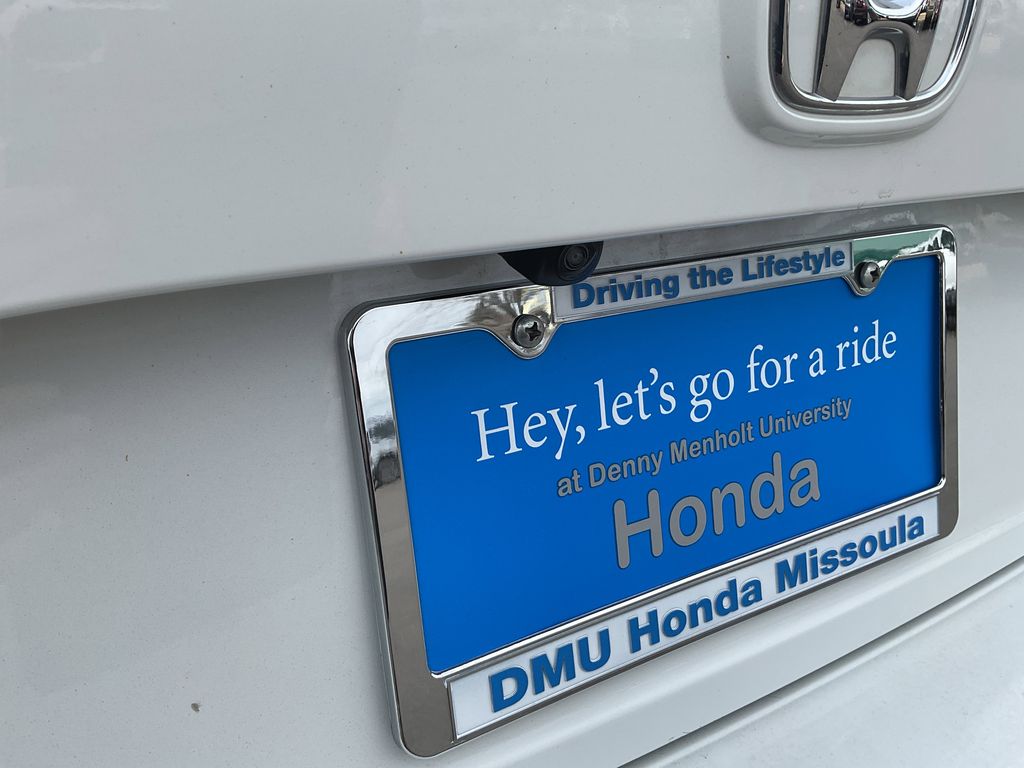 Driving the Lifestyle
Hey, let's go for a ride
at Denny Menholt University
Honda
DMU Honda Missoula